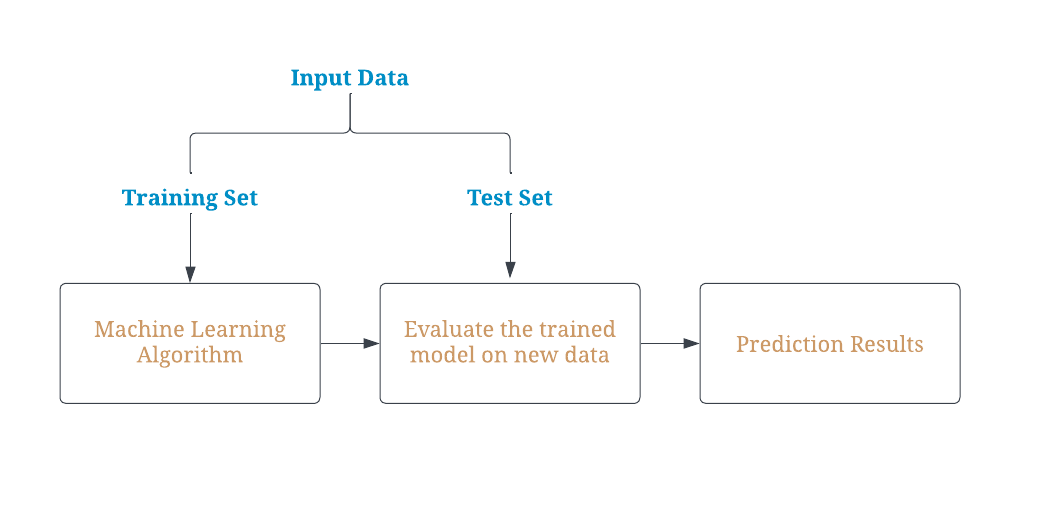 Input Data
Training Set
Test Set
Machine Learning
Algorithm
Evaluate the trained
model on new data
Prediction Results